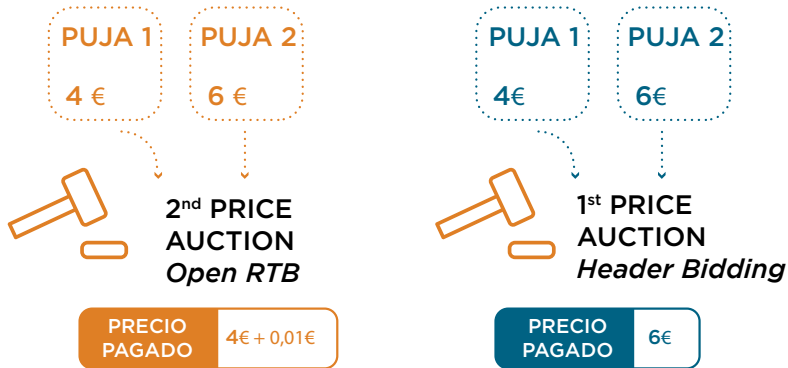 PUJA 1
4 €
PUJA 2
6 €
2nd PRICE
AUCTION
Open RTB
PRECIO
PAGADO
4€ + 0,01€
PUJA 1
4€
PUJA 2
6€
1st PRICE
AUCTION
Header Bidding
PRECIO
PAGADO
6€